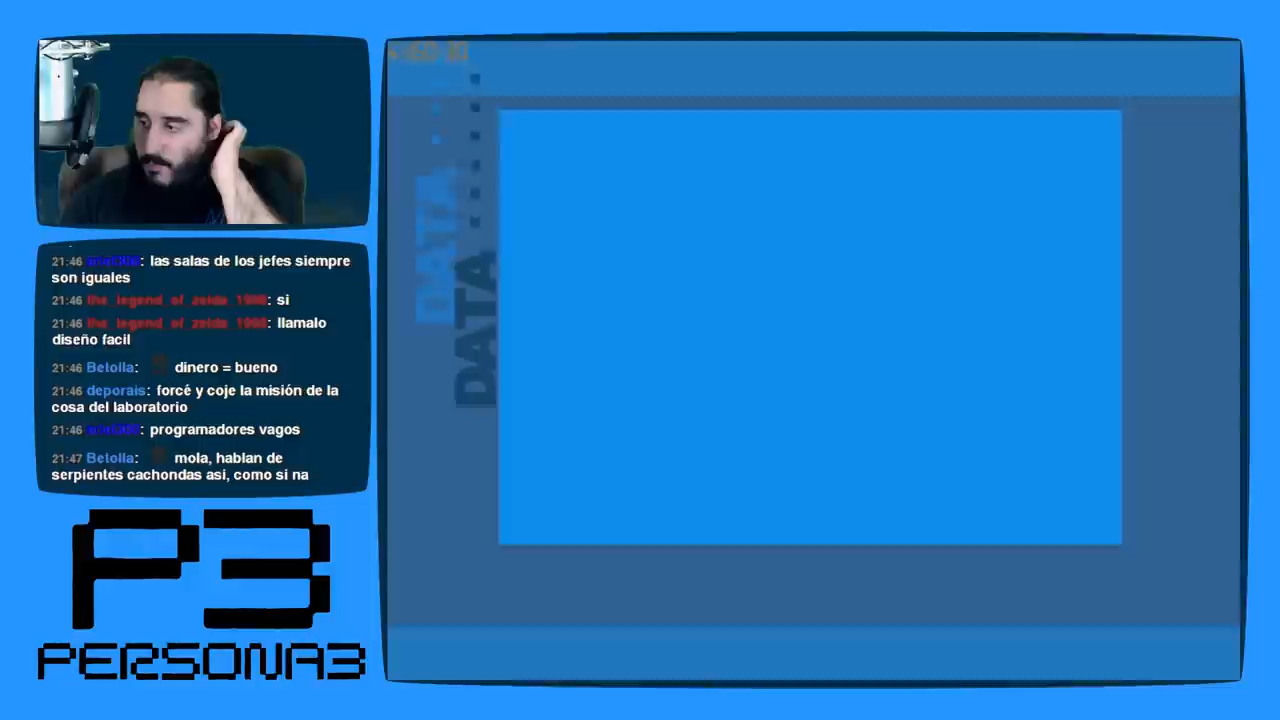 21:46 : las salas de los jefes siempre
son iguales
21:46 the_legend_of_zelda_1998: si
21:46 the_legend_of_zelda_1998: llamalo
diseño facil
21:46 Betolla: dinero = bueno
21:46 deporais: forcé y coje la misión de la
cosa del laboratorio
21:46 : programadores vagos
21:47 Betolla: mola, hablan de
serpientes cachondas asi, como si na
P3
PERSONA3
DATA
DATA